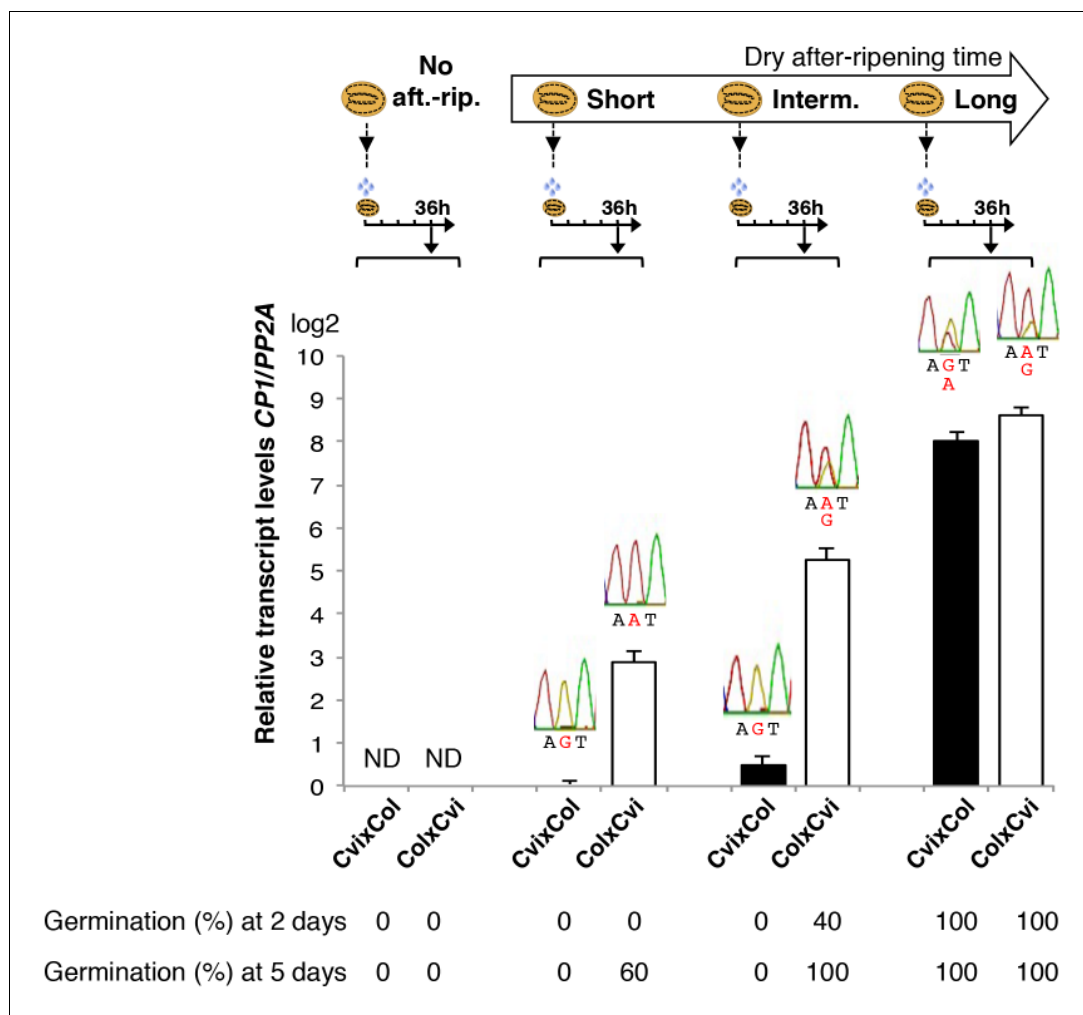 Dry after-ripening time
No
aft.-rip.
Short
Interm.
Long
36h
36h
36h
36h
log2
Relative transcript levels CP1/PP2A
10
9
8
7
6
5
4
3
2
1
0
ND
ND
A G T
A A T
A G T
A A T
G
A G T
A
A A T
G
CvixCol
ColxCvi
CvixCol
ColxCvi
CvixCol
ColxCvi
CvixCol
ColxCvi
Germination (%) at 2 days 0 0 0 0 0 40 100 100
Germination (%) at 5 days 0 0 0 60 0 100 100 100